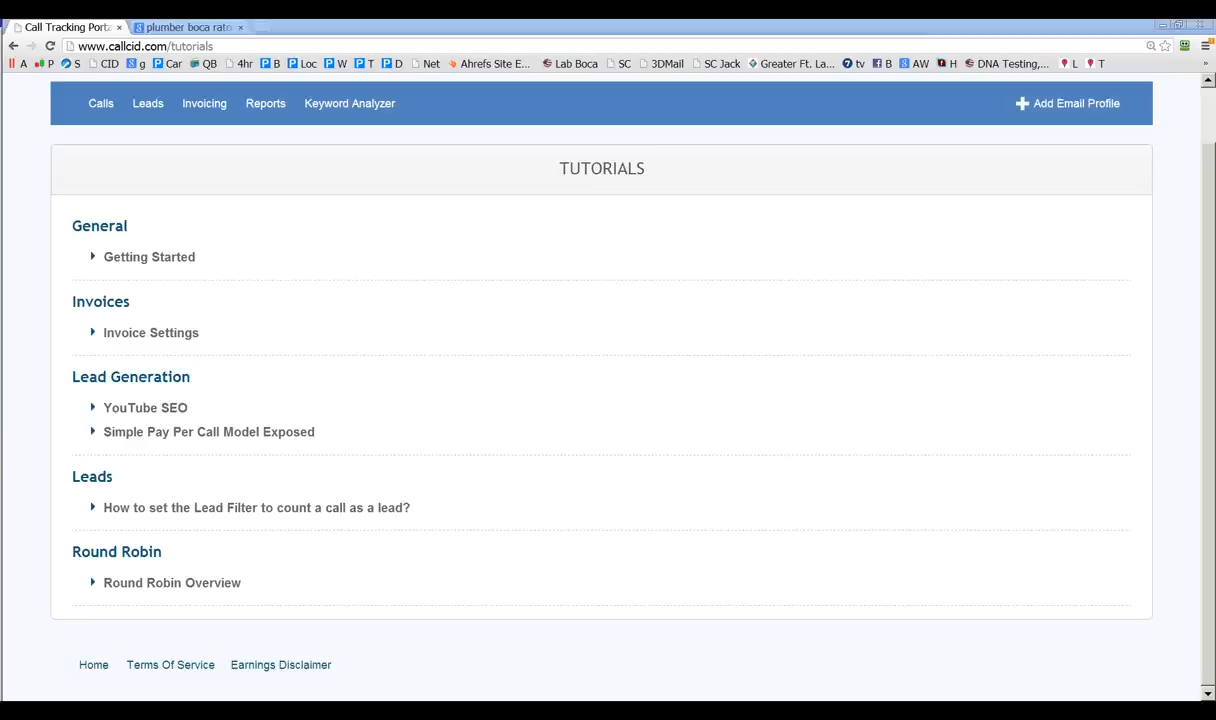 Call Tracking Porta × plumber boca rato ×
www.callcid.com/tutorials
A P S CID g Car QB 4hr B Loc W T D Net Ahrefs Site E... Lab Boca SC 3DMail SC Jack Greater Ft. La... tv B AW H DNA Testing,... L T »
Calls Leads Invoicing Reports Keyword Analyzer Add Email Profile
TUTORIALS
General
Getting Started
Invoices
Invoice Settings
Lead Generation
YouTube SEO
Simple Pay Per Call Model Exposed
Leads
How to set the Lead Filter to count a call as a lead?
Round Robin
Round Robin Overview
Home Terms Of Service Earnings Disclaimer